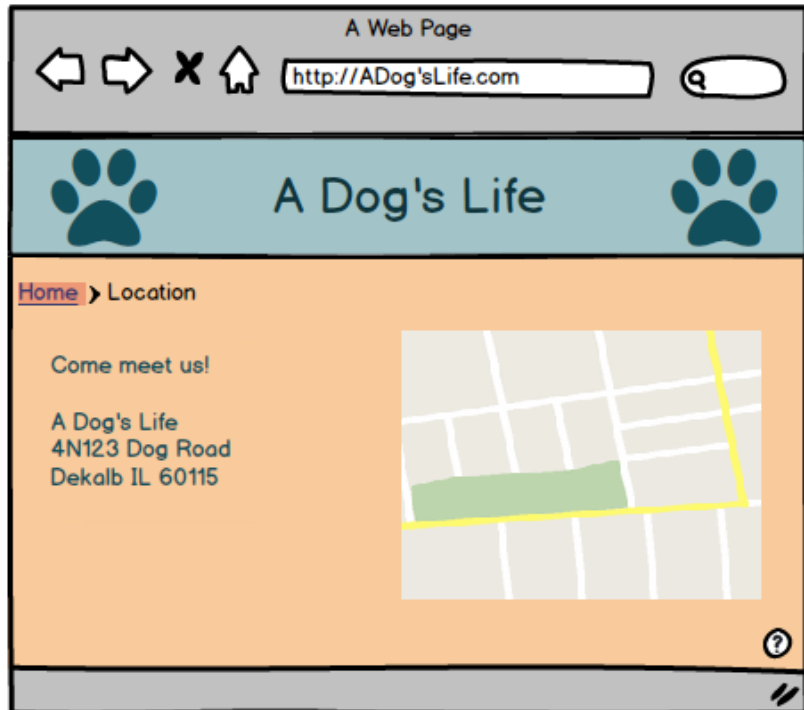 A Web Page
http://ADog'sLife.com
A Dog's Life
Home > Location
Come meet us!
A Dog's Life
4N123 Dog Road
Dekalb IL 60115
?